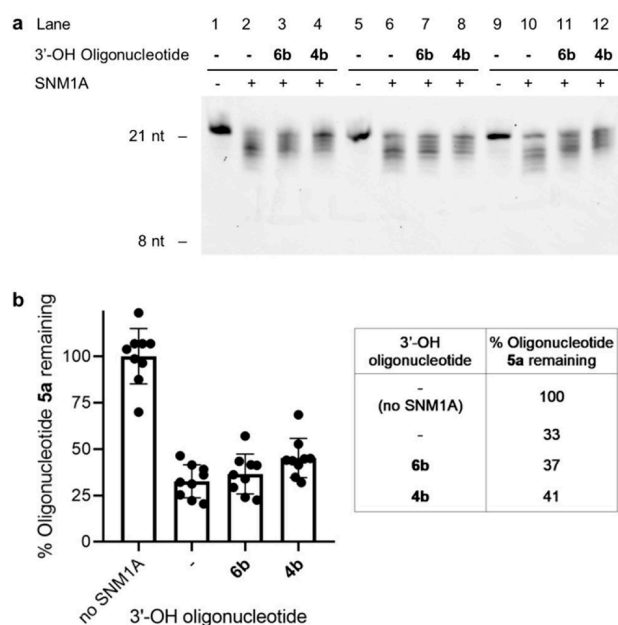 a Lane 1 2 3 4 5 6 7 8 9 10 11 12
3'-OH Oligonucleotide - - 6b 4b - - 6b 4b - - 6b 4b
SNM1A - + + + - + + + - + + +
21 nt –
8 nt –
b
% Oligonucleotide 5a remaining
100
75
50
25
0
no SNM1A - 6b 4b
3'-OH oligonucleotide
3'-OH oligonucleotide % Oligonucleotide 5a remaining
- (no SNM1A) 100
- 33
6b 37
4b 41